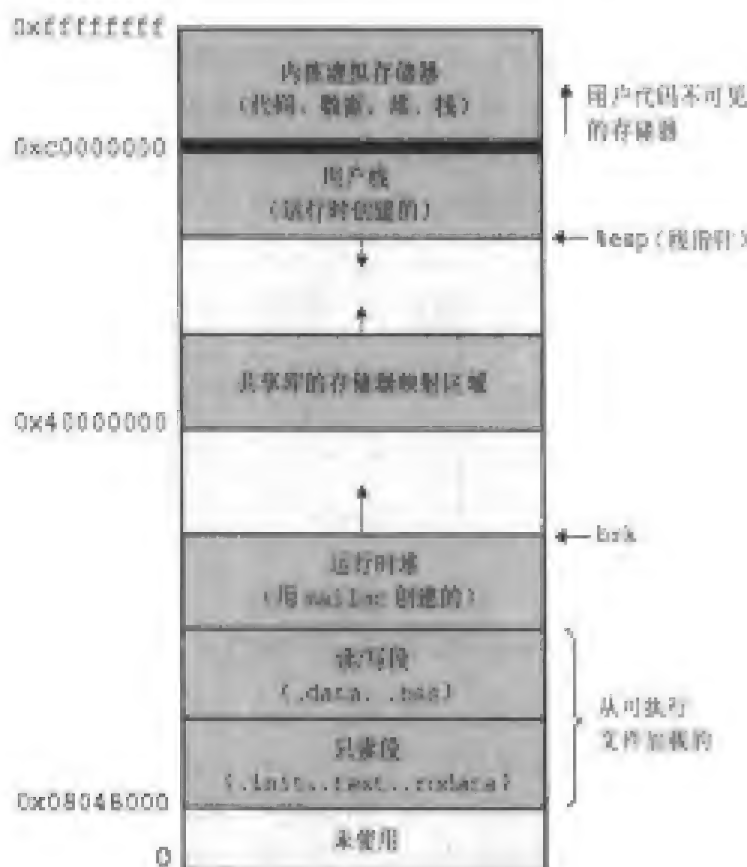 0xffffffff
内核虚拟存储器
(代码、数据、堆、栈)
用户代码不可见
的存储器
0xc0000000
用户栈
(运行时创建的)
%esp(栈指针)
共享库的存储器映射区域
0x40000000
brk
运行时堆
(用malloc创建的)
读/写段
(.data、.bss)
从可执行
文件加载的
只读段
(.init、.text、.rodata)
0x08048000
未使用
0